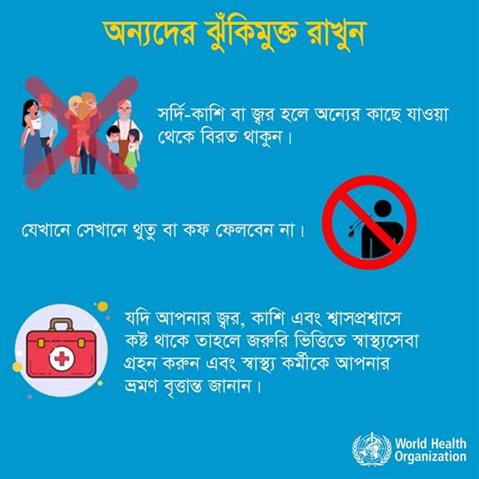 অন্যদের ঝুঁকিমুক্ত রাখুন
সর্দি-কাশি বা জ্বর হলে অন্যের কাছে যাওয়া
থেকে বিরত থাকুন।
যেখানে সেখানে থুতু বা কফ ফেলবেন না।
যদি আপনার জ্বর, কাশি এবং শ্বাসপ্রশ্বাসে
কষ্ট থাকে তাহলে জরুরি ভিত্তিতে স্বাস্থ্যসেবা
গ্রহন করুন এবং স্বাস্থ্য কর্মীকে আপনার
ভ্রমণ বৃত্তান্ত জানান।
World Health
Organization